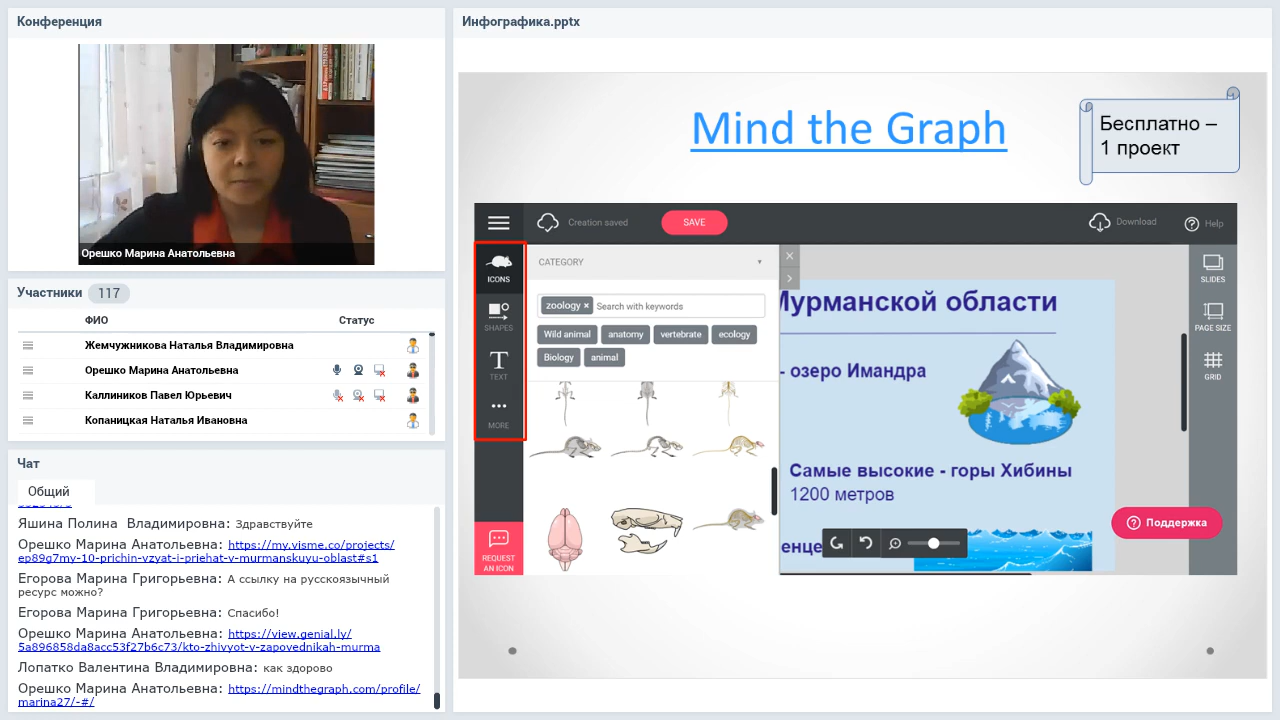 Конференция
Орешко Марина Анатольевна
Участники 117
ФИО Статус
Жемчужникова Наталья Владимировна
Орешко Марина Анатольевна
Каллиников Павел Юрьевич
Копаницкая Наталья Ивановна
Чат
Общий
Яшина Полина Владимировна: Здравствуйте
Орешко Марина Анатольевна: https://my.visme.co/projects/
ep89g7my-10-prichin-vzyat-i-priehat-v-murmanskuyu-oblast#s1
Егорова Марина Григорьевна: А ссылку на русскоязычный
ресурс можно?
Егорова Марина Григорьевна: Спасибо!
Орешко Марина Анатольевна: https://view.genial.ly/
5a896858da8acc53f27b6c73/kto-zhivyot-v-zapovednikah-murma
Лопатко Валентина Владимировна: как здорово
Орешко Марина Анатольевна: https://mindthegraph.com/profile/
marina27/-#/
Инфографика.pptx
Mind the Graph
Бесплатно –
1 проект
Creation saved SAVE Download Help
ICONS
SHAPES
TEXT
MORE
REQUEST
AN ICON
CATEGORY
zoology × Search with keywords
Wild animal anatomy vertebrate ecology
Biology animal
Мурманской области
- озеро Имандра
Самые высокие - горы Хибины
1200 метров
SLIDES
PAGE SIZE
GRID
Поддержка